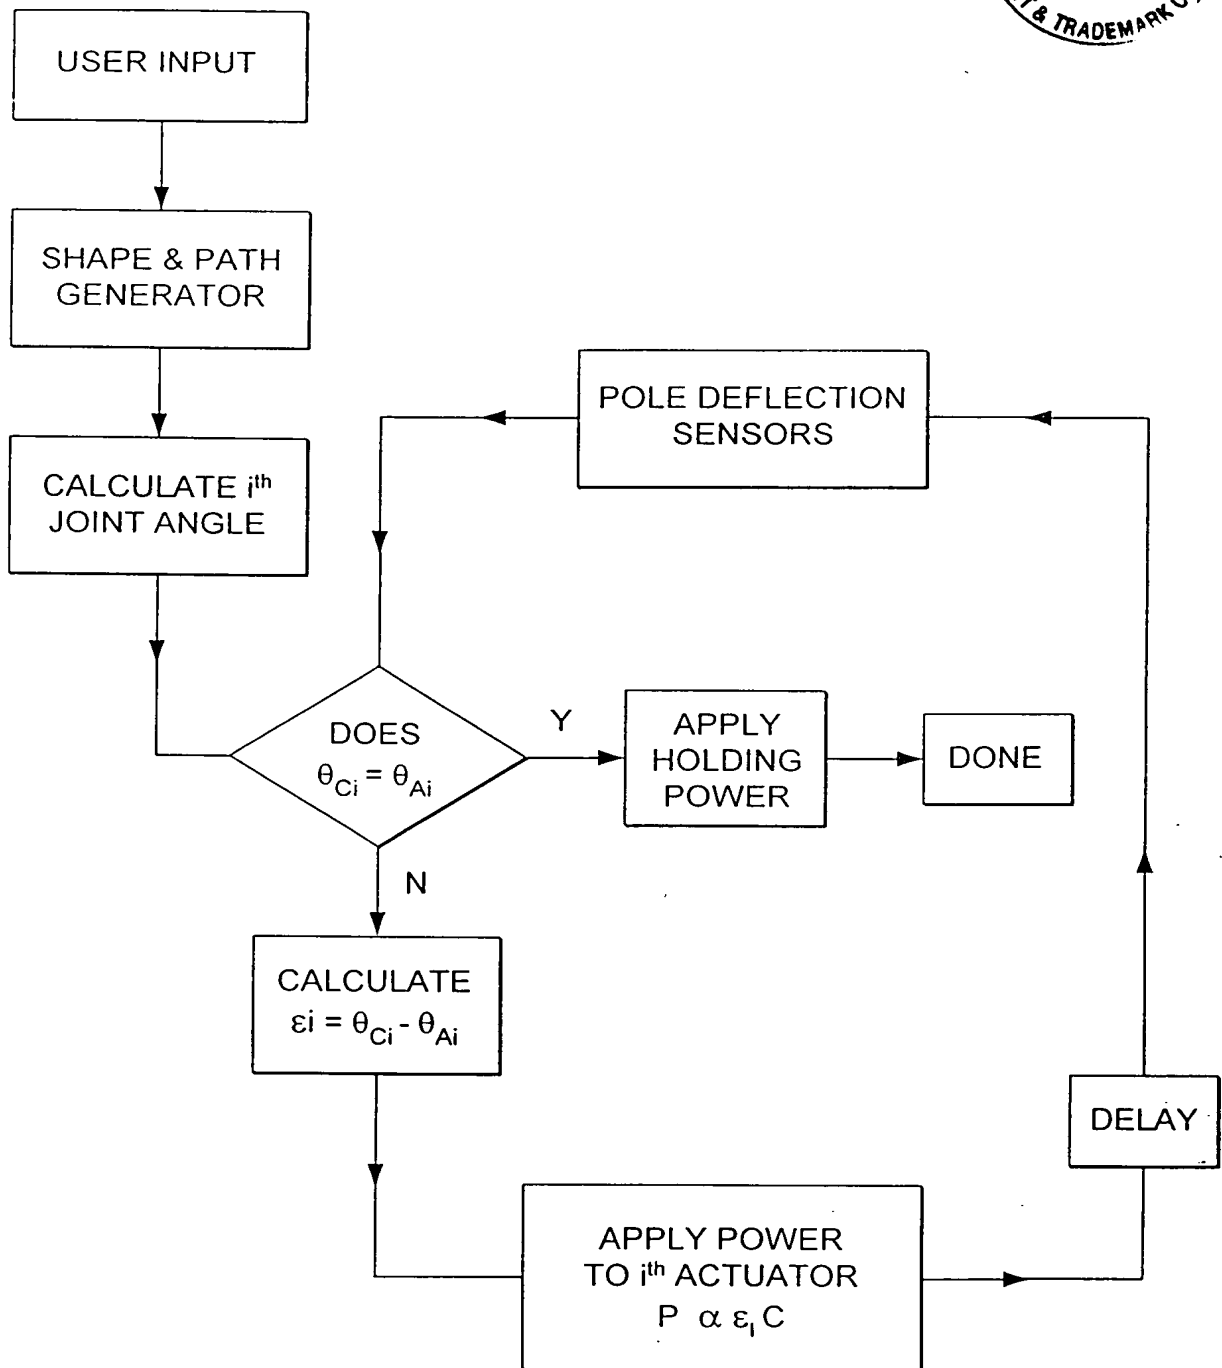 & TRADEMARK
USER INPUT
SHAPE & PATH
GENERATOR
CALCULATE iᵗʰ
JOINT ANGLE
POLE DEFLECTION
SENSORS
DOES
θCi = θAi
Y
APPLY
HOLDING
POWER
DONE
N
CALCULATE
εi = θCi - θAi
DELAY
APPLY POWER
TO iᵗʰ ACTUATOR
P α εI C